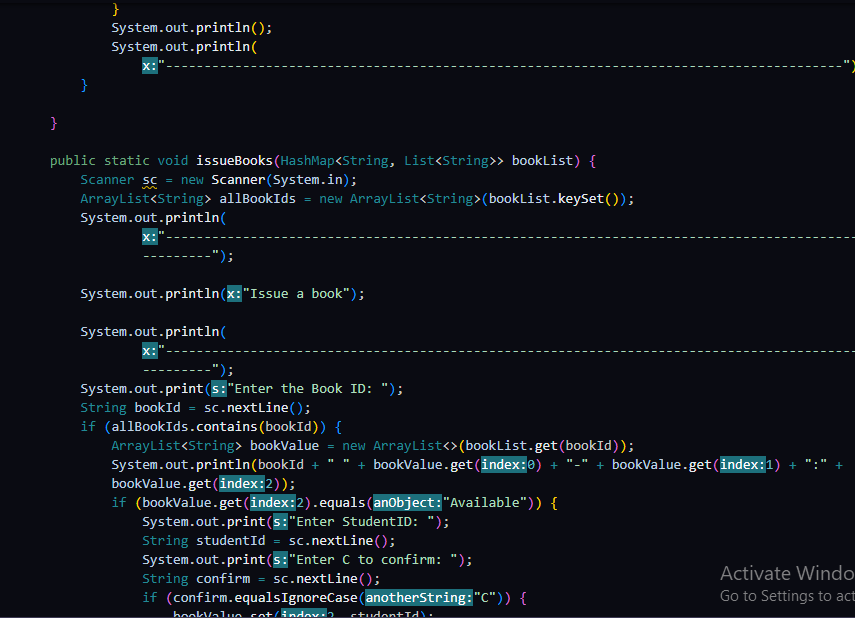 }
System.out.println();
System.out.println(
x:"----------------------------------------------------------------------------------------")
}
}
public static void issueBooks(HashMap<String, List<String>> bookList) {
Scanner sc = new Scanner(System.in);
ArrayList<String> allBookIds = new ArrayList<String>(bookList.keySet());
System.out.println(
x:"------------------------------------------------------------------------------------------
---------");
System.out.println(x:"Issue a book");
System.out.println(
x:"------------------------------------------------------------------------------------------
---------");
System.out.print(s:"Enter the Book ID: ");
String bookId = sc.nextLine();
if (allBookIds.contains(bookId)) {
ArrayList<String> bookValue = new ArrayList<>(bookList.get(bookId));
System.out.println(bookId + " " + bookValue.get(index:0) + "-" + bookValue.get(index:1) + ":" +
bookValue.get(index:2));
if (bookValue.get(index:2).equals(anObject:"Available")) {
System.out.print(s:"Enter StudentID: ");
String studentId = sc.nextLine();
System.out.print(s:"Enter C to confirm: ");
String confirm = sc.nextLine();
if (confirm.equalsIgnoreCase(anotherString:"C")) {
bookValue.set(index:2, studentId);
Activate Windo
Go to Settings to act